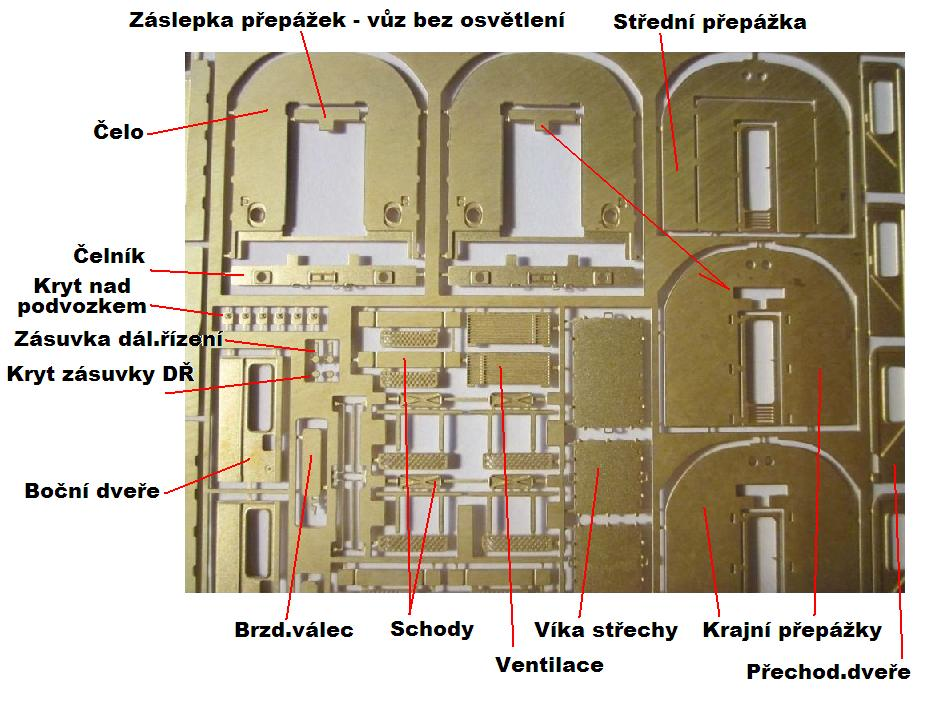 Záslepka přepážek - vůz bez osvětlení
Střední přepážka
Čelo
Čelník
Kryt nad
podvozkem
Zásuvka dál.řízení
Kryt zásuvky DŘ
Boční dveře
Brzd.válec
Schody
Víka střechy
Krajní přepážky
Ventilace
Přechod.dveře